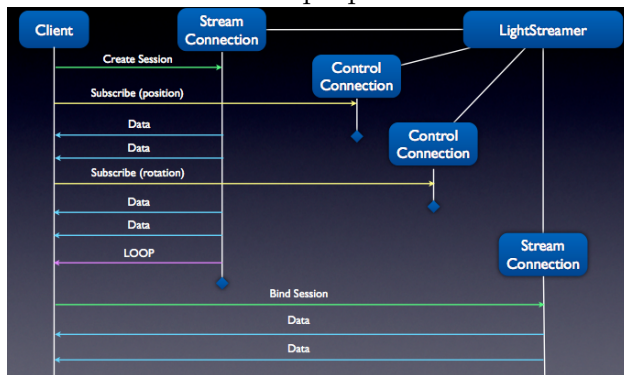 Client
Stream
Connection
LightStreamer
Create Session
Control
Connection
Subscribe (position)
Data
Control
Connection
Data
Subscribe (rotation)
Data
Data
LOOP
Stream
Connection
Bind Session
Data
Data